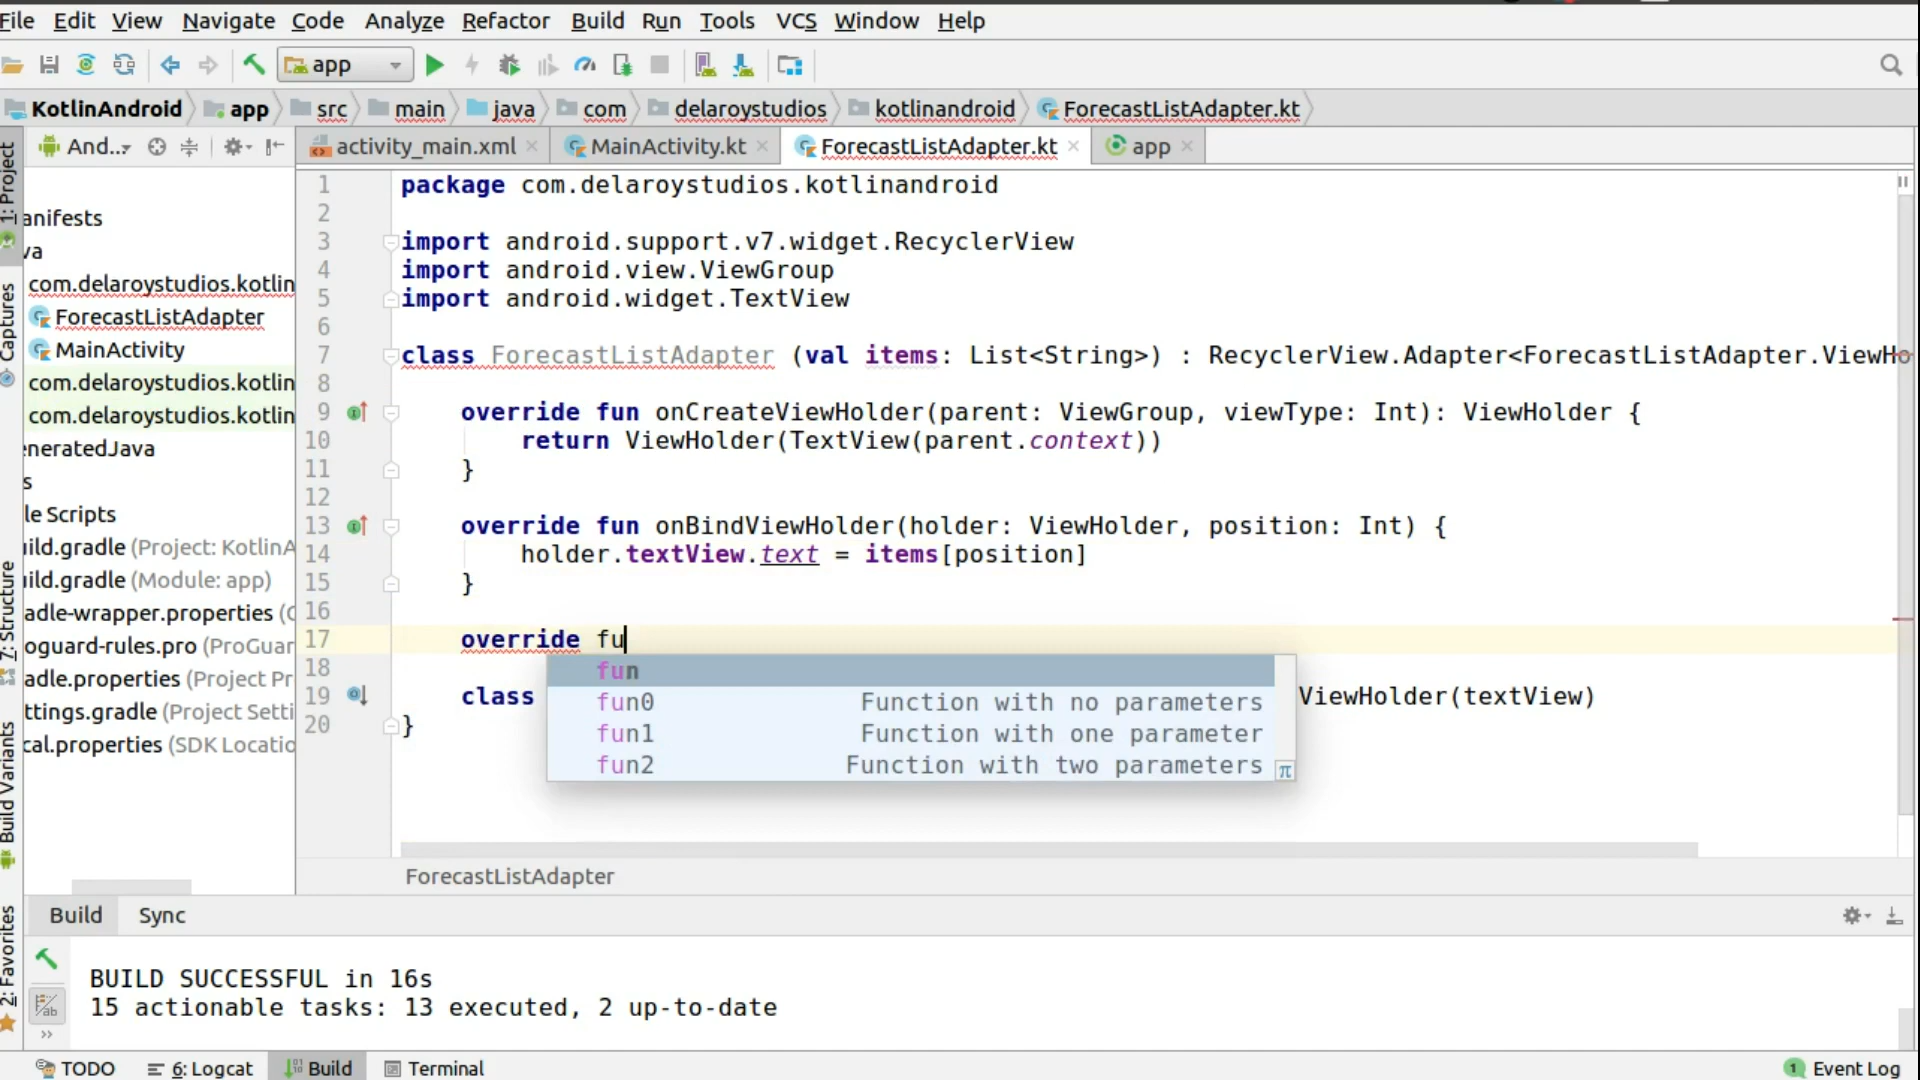 File Edit View Navigate Code Analyze Refactor Build Run Tools VCS Window Help
app
KotlinAndroid app src main java com delaroystudios kotlinandroid ForecastListAdapter.kt
1: Project And... activity_main.xml MainActivity.kt ForecastListAdapter.kt app
Captures
7: Structure
Build Variants
2: Favorites
anifests
va
com.delaroystudios.kotlin
ForecastListAdapter
MainActivity
com.delaroystudios.kotlin
com.delaroystudios.kotlin
eneratedJava
s
le Scripts
uild.gradle (Project: KotlinA
uild.gradle (Module: app)
adle-wrapper.properties (G
oguard-rules.pro (ProGuar
adle.properties (Project Pr
ttings.gradle (Project Setti
cal.properties (SDK Locatio
1 package com.delaroystudios.kotlinandroid
2
3 import android.support.v7.widget.RecyclerView
4 import android.view.ViewGroup
5 import android.widget.TextView
6
7 class ForecastListAdapter (val items: List<String>) : RecyclerView.Adapter<ForecastListAdapter.ViewHo
8
9 override fun onCreateViewHolder(parent: ViewGroup, viewType: Int): ViewHolder {
10 return ViewHolder(TextView(parent.context))
11 }
12
13 override fun onBindViewHolder(holder: ViewHolder, position: Int) {
14 holder.textView.text = items[position]
15 }
16
17 override fu
18
19 class ViewHolder(textView)
20 }
fun
fun0 Function with no parameters
fun1 Function with one parameter
fun2 Function with two parameters
π
ForecastListAdapter
Build Sync
BUILD SUCCESSFUL in 16s
15 actionable tasks: 13 executed, 2 up-to-date
TODO 6: Logcat Build Terminal 1 Event Log